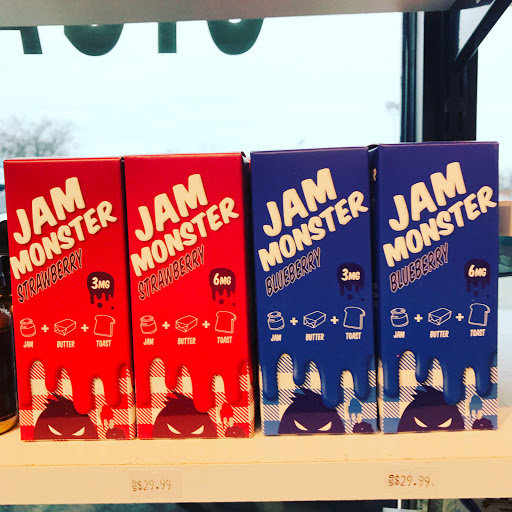 JAM
MONSTER
STRAWBERRY
3MG
JAM + BUTTER + TOAST
JAM
MONSTER
STRAWBERRY
6MG
JAM + BUTTER + TOAST
JAM
MONSTER
BLUEBERRY
3MG
JAM + BUTTER + TOAST
JAM
MONSTER
BLUEBERRY
6MG
JAM + BUTTER + TOAST
$29.99
$29.99